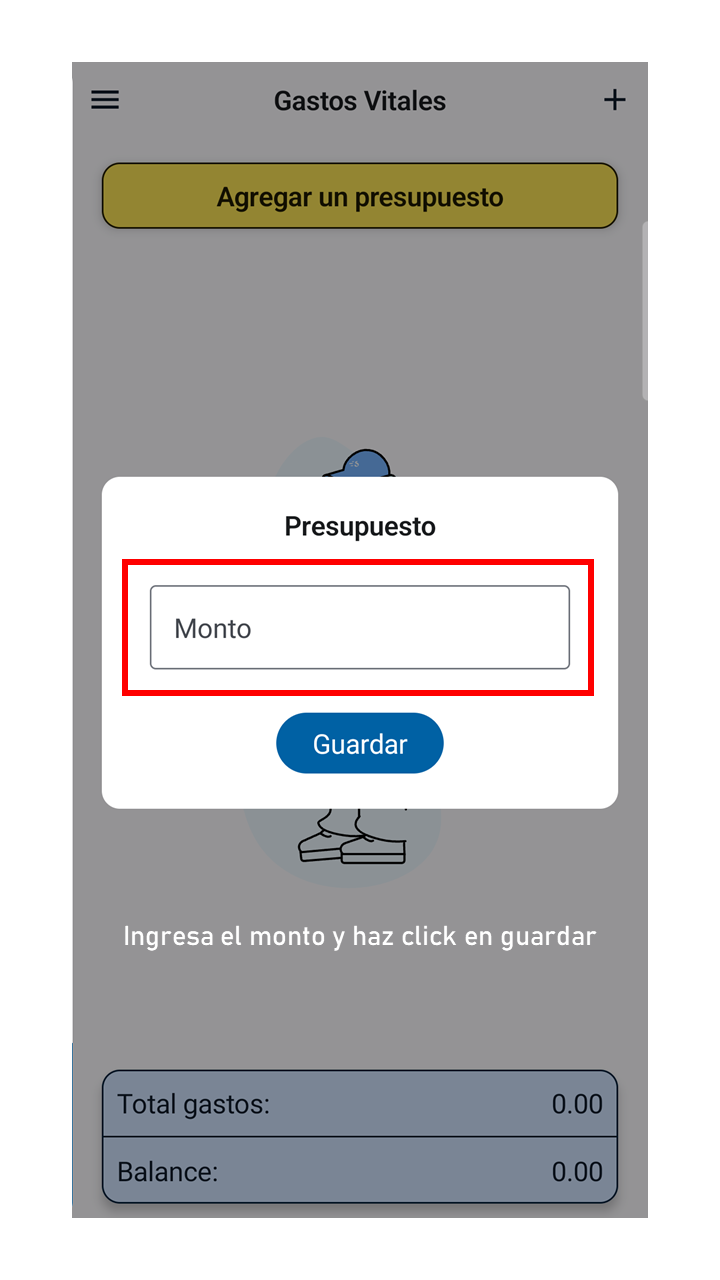 Gastos Vitales
Agregar un presupuesto
Presupuesto
Monto
Guardar
Ingresa el monto y haz click en guardar
Total gastos: 0.00
Balance: 0.00